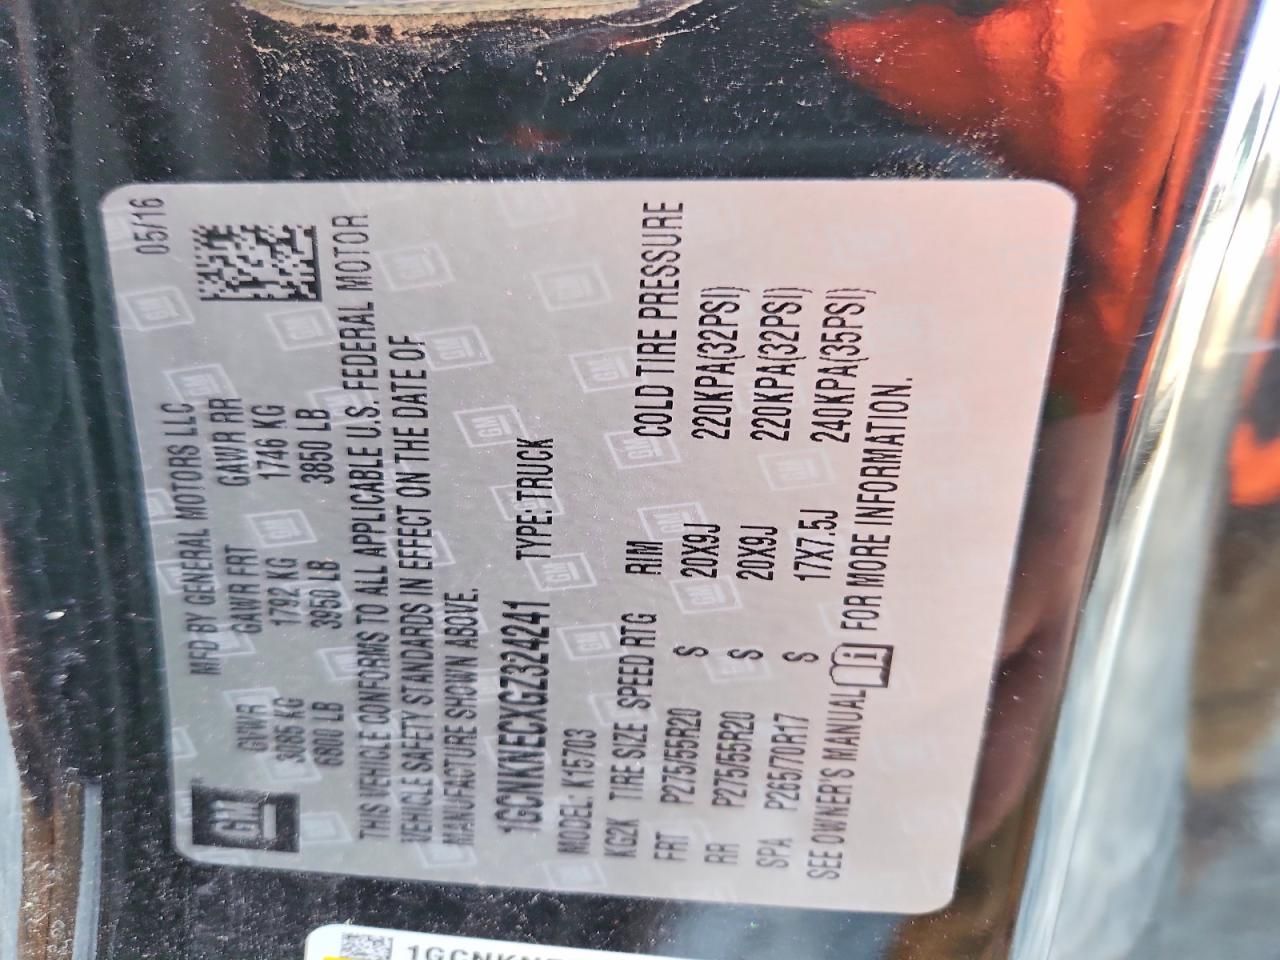 GM
MFD BY GENERAL MOTORS LLC 05/16
GVWR GAWR FRT GAWR RR
3085 KG 1792 KG 1746 KG
6800 LB 3950 LB 3850 LB
THIS VEHICLE CONFORMS TO ALL APPLICABLE U.S. FEDERAL MOTOR
VEHICLE SAFETY STANDARDS IN EFFECT ON THE DATE OF
MANUFACTURE SHOWN ABOVE.
1GCNKNECXGZ324241 TYPE: TRUCK
MODEL: K15703
KG2K TIRE SIZE SPEED RTG RIM COLD TIRE PRESSURE
FRT P275/55R20 S 20X9J 220KPA(32PSI)
RR P275/55R20 S 20X9J 220KPA(32PSI)
SPA P265/70R17 S 17X7.5J 240KPA(35PSI)
SEE OWNER'S MANUAL i FOR MORE INFORMATION.